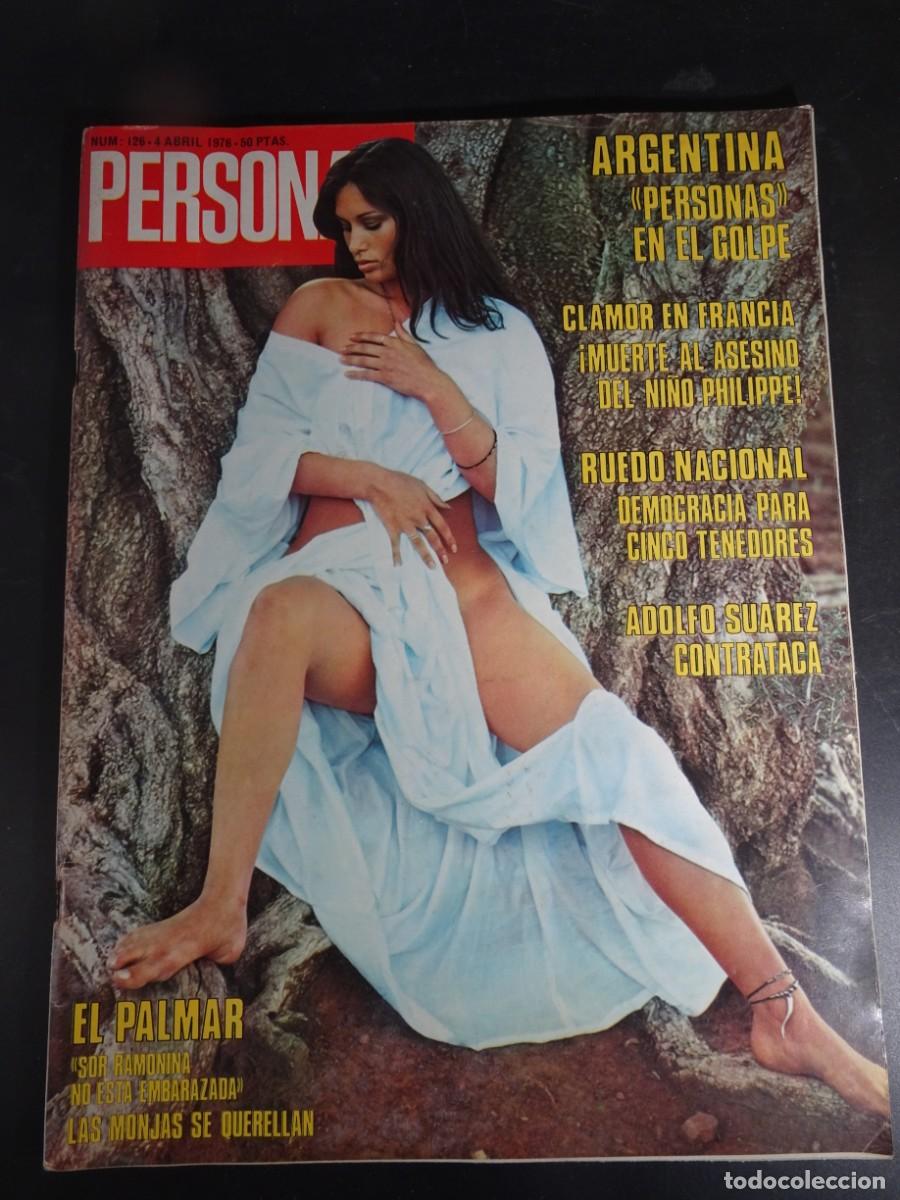 NUM: 126 - 4 ABRIL 1976 - 50 PTAS.
PERSONA
ARGENTINA
«PERSONAS»
EN EL GOLPE
CLAMOR EN FRANCIA
¡MUERTE AL ASESINO
DEL NIÑO PHILIPPE!
RUEDO NACIONAL
DEMOCRACIA PARA
CINCO TENEDORES
ADOLFO SUAREZ
CONTRATACA
EL PALMAR
«SOR RAMONINA
NO ESTA EMBARAZADA»
LAS MONJAS SE QUERELLAN
todocoleccion